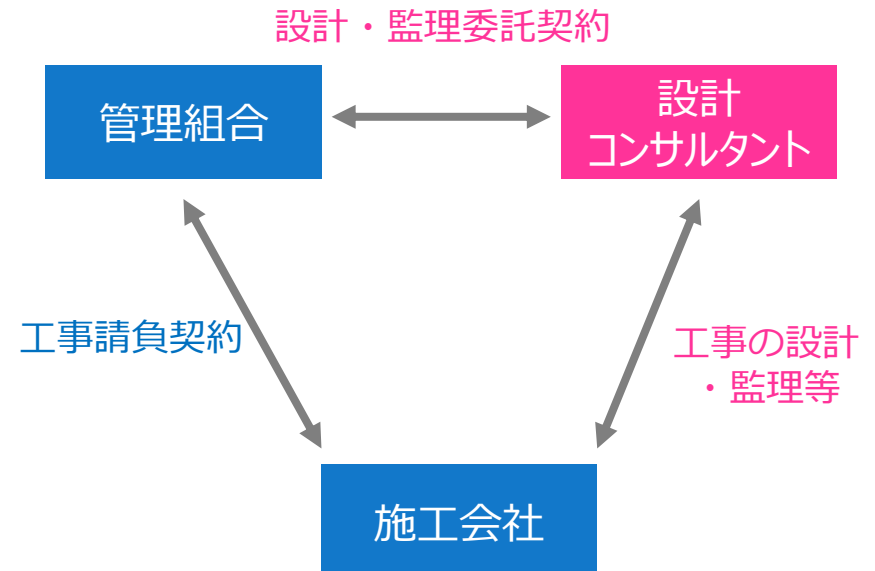 設計・監理委託契約
管理組合
設計
コンサルタント
工事請負契約
工事の設計
・監理等
施工会社